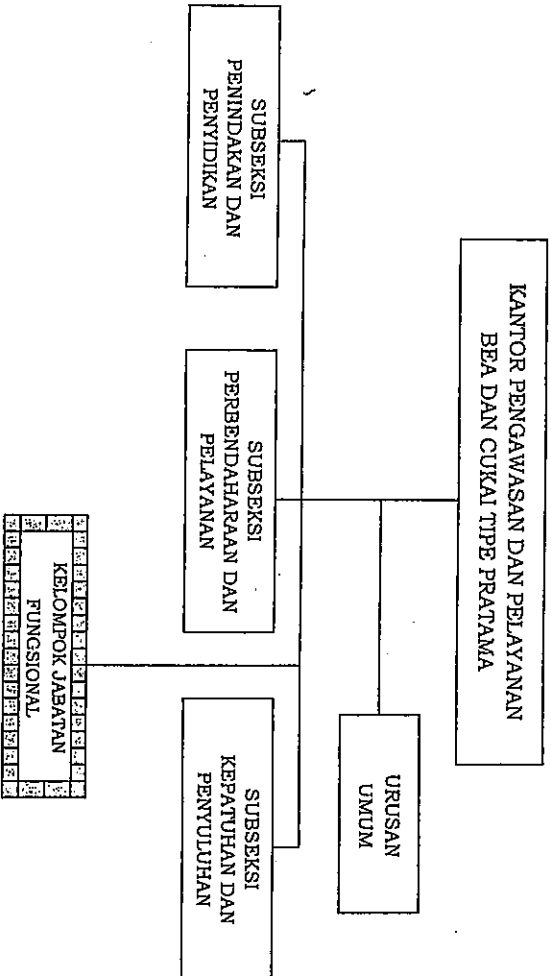 KANTOR PENGAWASAN DAN PELAYANAN
BEA DAN CUKAI TIPE PRATAMA
URUSAN
UMUM
SUBSEKSI
PENINDAKAN DAN
PENYIDIKAN
SUBSEKSI
PERBENDAHARAAN DAN
PELAYANAN
SUBSEKSI
KEPATUHAN DAN
PENYULUHAN
KELOMPOK JABATAN
FUNGSIONAL